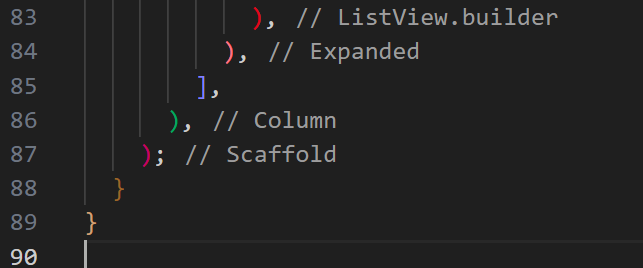 83 ), // ListView.builder
84 ), // Expanded
85 ],
86 ), // Column
87 ); // Scaffold
88 }
89 }
90